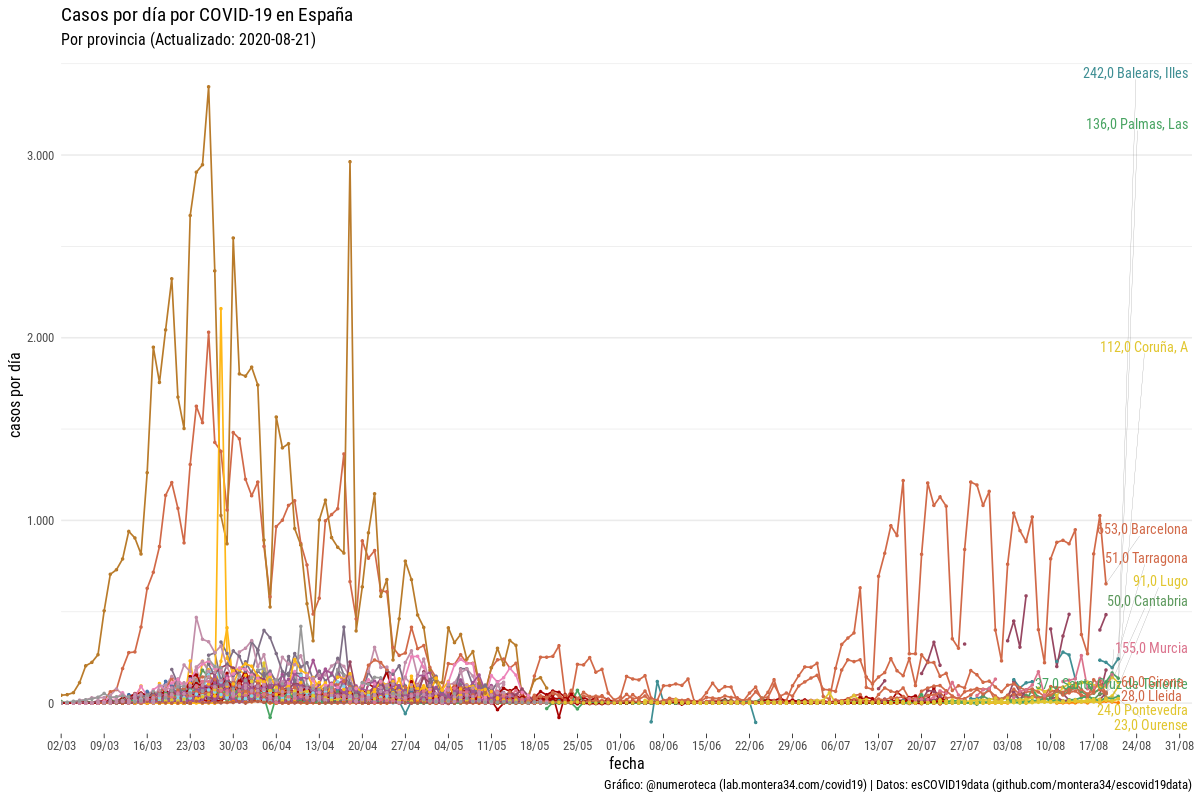 Casos por día por COVID-19 en España
Por provincia (Actualizado: 2020-08-21)
242,0 Balears, Illes
136,0 Palmas, Las
3.000
112,0 Coruña, A
2.000
casos por día
1.000
653,0 Barcelona
51,0 Tarragona
91,0 Lugo
50,0 Cantabria
155,0 Murcia
Girona
Tenerife
28,0 Lleida
24,0 Pontevedra
23,0 Ourense
0
02/03 09/03 16/03 23/03 30/03 06/04 13/04 20/04 27/04 04/05 11/05 18/05 25/05 01/06 08/06 15/06 22/06 29/06 06/07 13/07 20/07 27/07 03/08 10/08 17/08 24/08 31/08
fecha
Gráfico: @numeroteca (lab.montera34.com/covid19) | Datos: esCOVID19data (github.com/montera34/escovid19data)